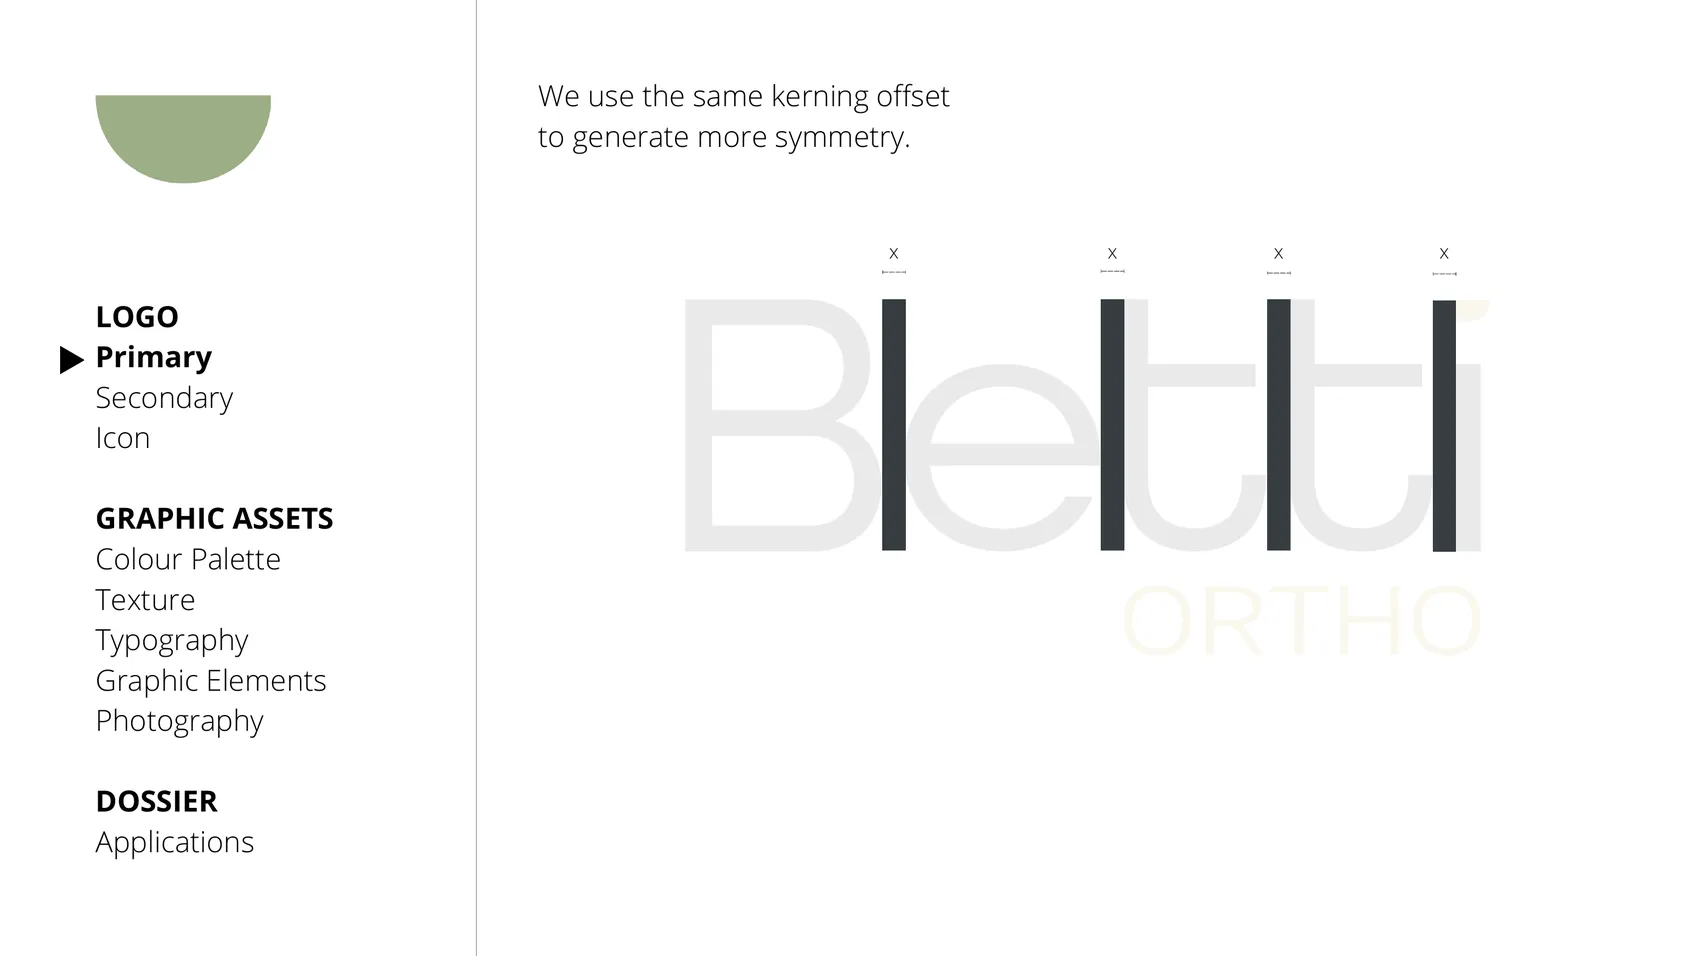 LOGO
Primary
Secondary
Icon
GRAPHIC ASSETS
Colour Palette
Texture
Typography
Graphic Elements
Photography
DOSSIER
Applications
We use the same kerning offset
to generate more symmetry.
x x x x
Betti
ORTHO